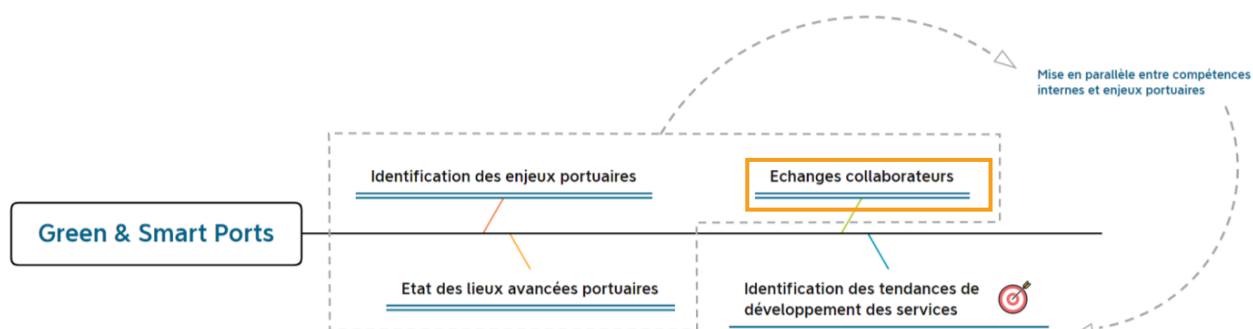 Mise en parallèle entre compétences
internes et enjeux portuaires
Identification des enjeux portuaires
Echanges collaborateurs
Green & Smart Ports
Etat des lieux avancées portuaires
Identification des tendances de
développement des services